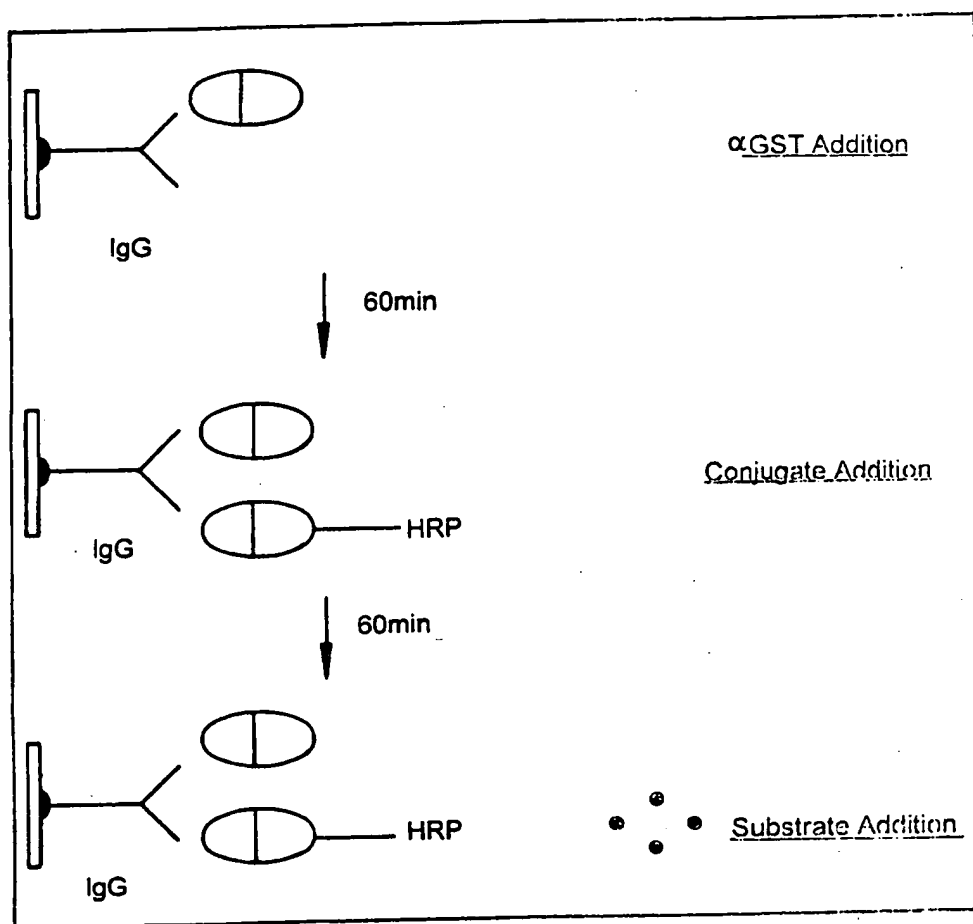 αGST Addition
IgG
60min
Conjugate Addition
HRP
IgG
60min
HRP
Substrate Addition
IgG